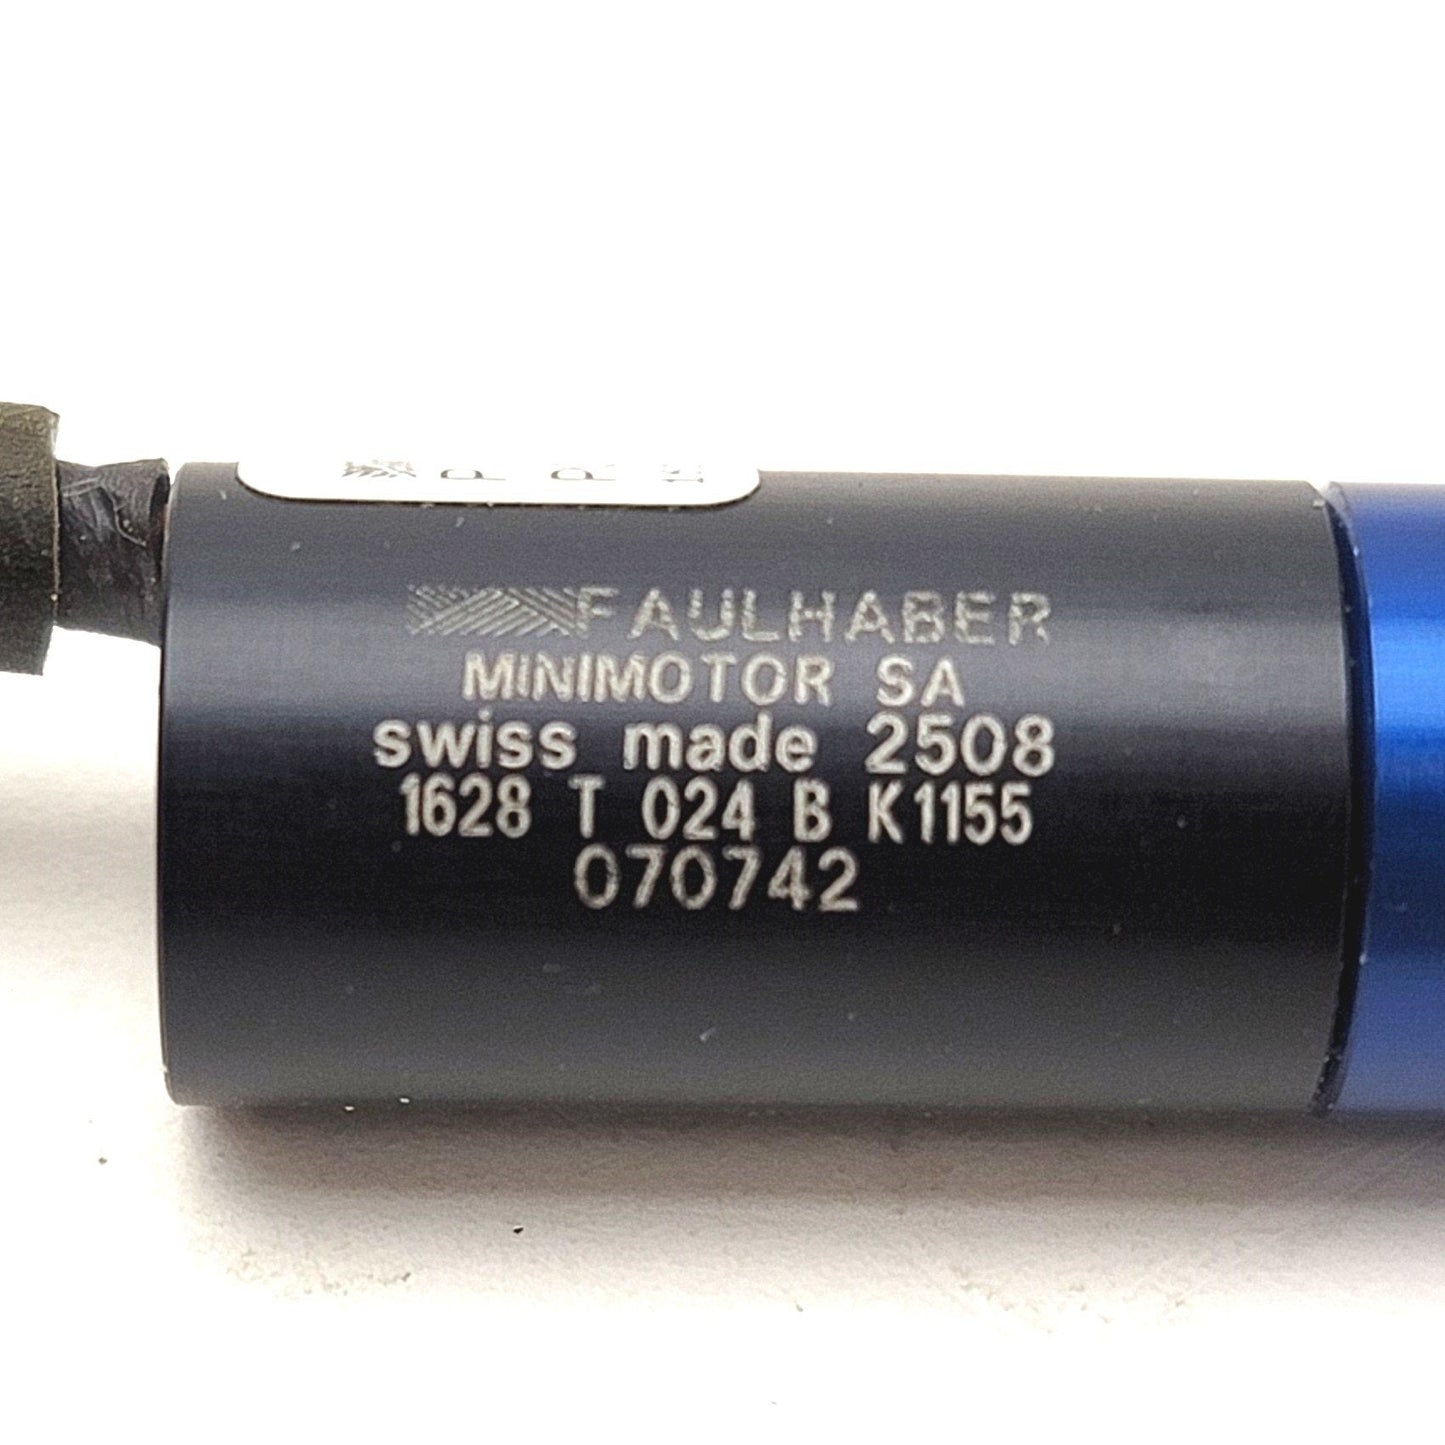 FAULHABER
MINIMOTOR SA
swiss made 2508
1628 T 024 B K1155
070742